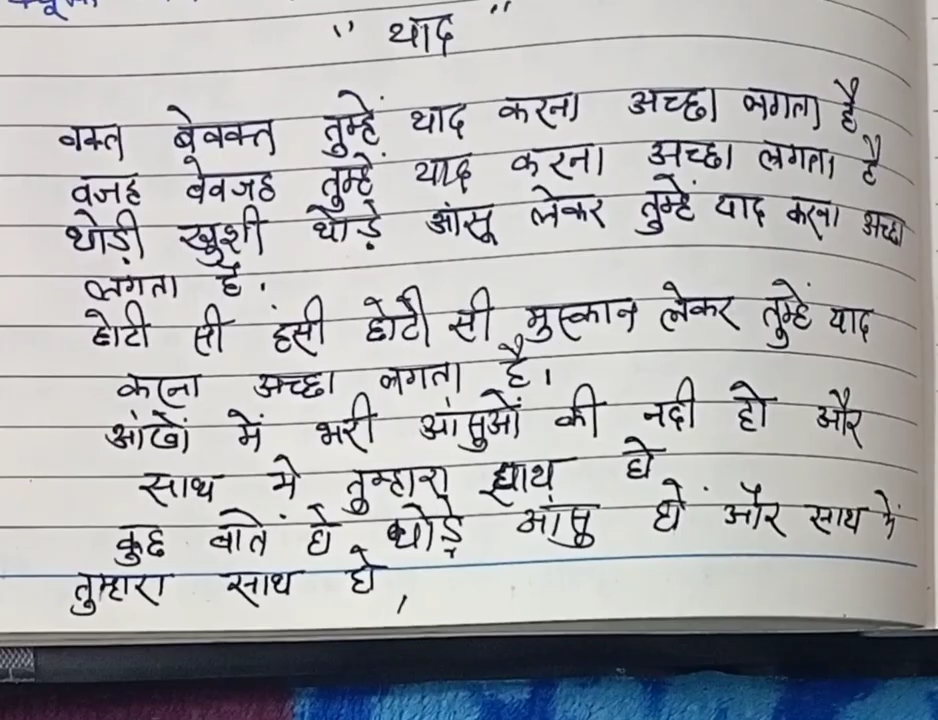 " याद "
वक्त बेवक्त तुम्हें याद करना अच्छा लगता है
वजह बेवजह तुम्हें याद करना अच्छा लगता है
थोड़ी खुशी थोड़े आंसू लेकर तुम्हें याद करना अच्छा
लगता है.
छोटी सी हंसी छोटी सी मुस्कान लेकर तुम्हें याद
करना अच्छा लगता है।
आंखों में भरी आंसुओं की नदी हो और
साथ मे तुम्हारा हाथ हो
कुछ बातें हो थोड़े आंसु हों और साथ में
तुम्हारा साथ हो,